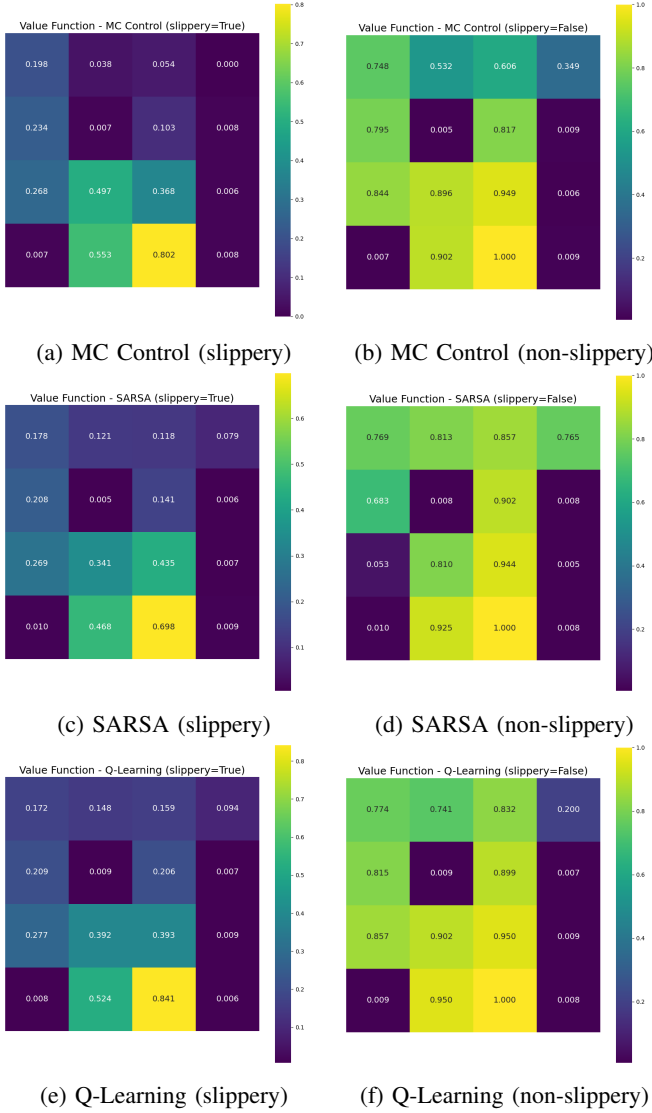 Value Function - MC Control (slippery=True)
0.198 0.038 0.054 0.000
0.234 0.007 0.103 0.008
0.268 0.497 0.368 0.006
0.007 0.553 0.802 0.008
0.8
0.7
0.6
0.5
0.4
0.3
0.2
0.1
0.0
(a) MC Control (slippery)
Value Function - MC Control (slippery=False)
0.748 0.532 0.606 0.349
0.795 0.005 0.817 0.009
0.844 0.896 0.949 0.006
0.007 0.902 1.000 0.009
1.0
0.8
0.6
0.4
0.2
(b) MC Control (non-slippery)
Value Function - SARSA (slippery=True)
0.178 0.121 0.118 0.079
0.208 0.005 0.141 0.006
0.269 0.341 0.435 0.007
0.010 0.468 0.698 0.009
0.6
0.5
0.4
0.3
0.2
0.1
(c) SARSA (slippery)
Value Function - SARSA (slippery=False)
0.769 0.813 0.857 0.765
0.683 0.008 0.902 0.008
0.053 0.810 0.944 0.005
0.010 0.925 1.000 0.008
1.0
0.8
0.6
0.4
0.2
(d) SARSA (non-slippery)
Value Function - Q-Learning (slippery=True)
0.172 0.148 0.159 0.094
0.209 0.009 0.206 0.007
0.277 0.392 0.393 0.009
0.008 0.524 0.841 0.006
0.8
0.7
0.6
0.5
0.4
0.3
0.2
0.1
(e) Q-Learning (slippery)
Value Function - Q-Learning (slippery=False)
0.774 0.741 0.832 0.200
0.815 0.009 0.899 0.007
0.857 0.902 0.950 0.009
0.009 0.950 1.000 0.008
1.0
0.8
0.6
0.4
0.2
(f) Q-Learning (non-slippery)